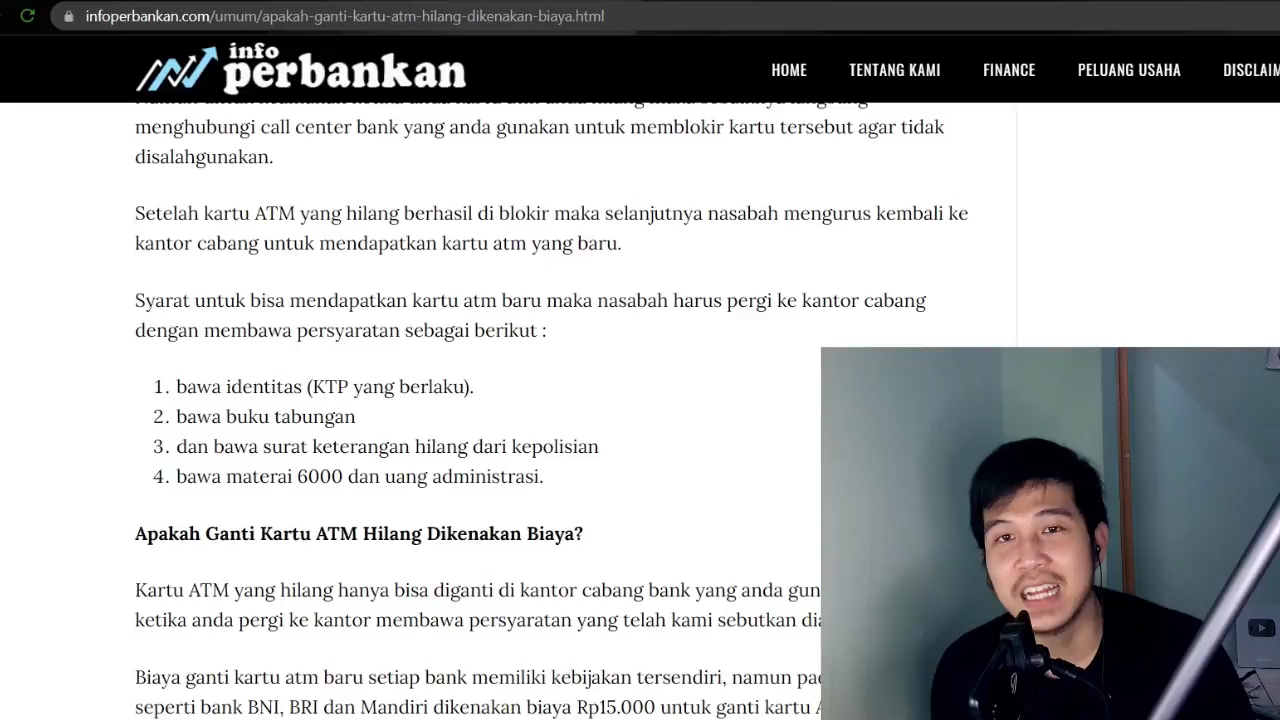 infoperbankan.com/umum/apakah-ganti-kartu-atm-hilang-dikenakan-biaya.html
info
perbankan
HOME TENTANG KAMI FINANCE PELUANG USAHA DISCLAIM
menghubungi call center bank yang anda gunakan untuk memblokir kartu tersebut agar tidak
disalahgunakan.
Setelah kartu ATM yang hilang berhasil di blokir maka selanjutnya nasabah mengurus kembali ke
kantor cabang untuk mendapatkan kartu atm yang baru.
Syarat untuk bisa mendapatkan kartu atm baru maka nasabah harus pergi ke kantor cabang
dengan membawa persyaratan sebagai berikut :
1. bawa identitas (KTP yang berlaku).
2. bawa buku tabungan
3. dan bawa surat keterangan hilang dari kepolisian
4. bawa materai 6000 dan uang administrasi.
Apakah Ganti Kartu ATM Hilang Dikenakan Biaya?
Kartu ATM yang hilang hanya bisa diganti di kantor cabang bank yang anda gun
ketika anda pergi ke kantor membawa persyaratan yang telah kami sebutkan dia
Biaya ganti kartu atm baru setiap bank memiliki kebijakan tersendiri, namun pad
seperti bank BNI, BRI dan Mandiri dikenakan biaya Rp15.000 untuk ganti kartu A